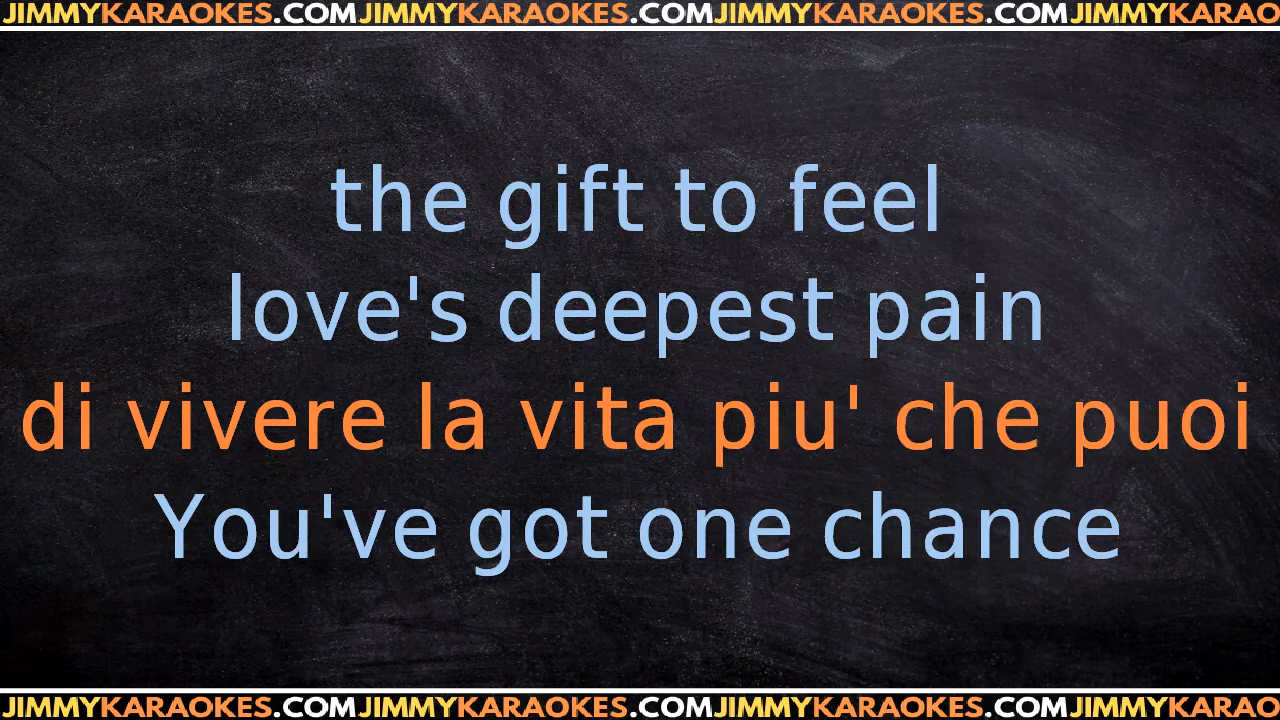 JIMMYKARAOKES.COMJIMMYKARAOKES.COMJIMMYKARAOKES.COMJIMMYKARAO
the gift to feel
love's deepest pain
di vivere la vita piu' che puoi
You've got one chance
JIMMYKARAOKES.COMJIMMYKARAOKES.COMJIMMYKARAOKES.COMJIMMYKARAO